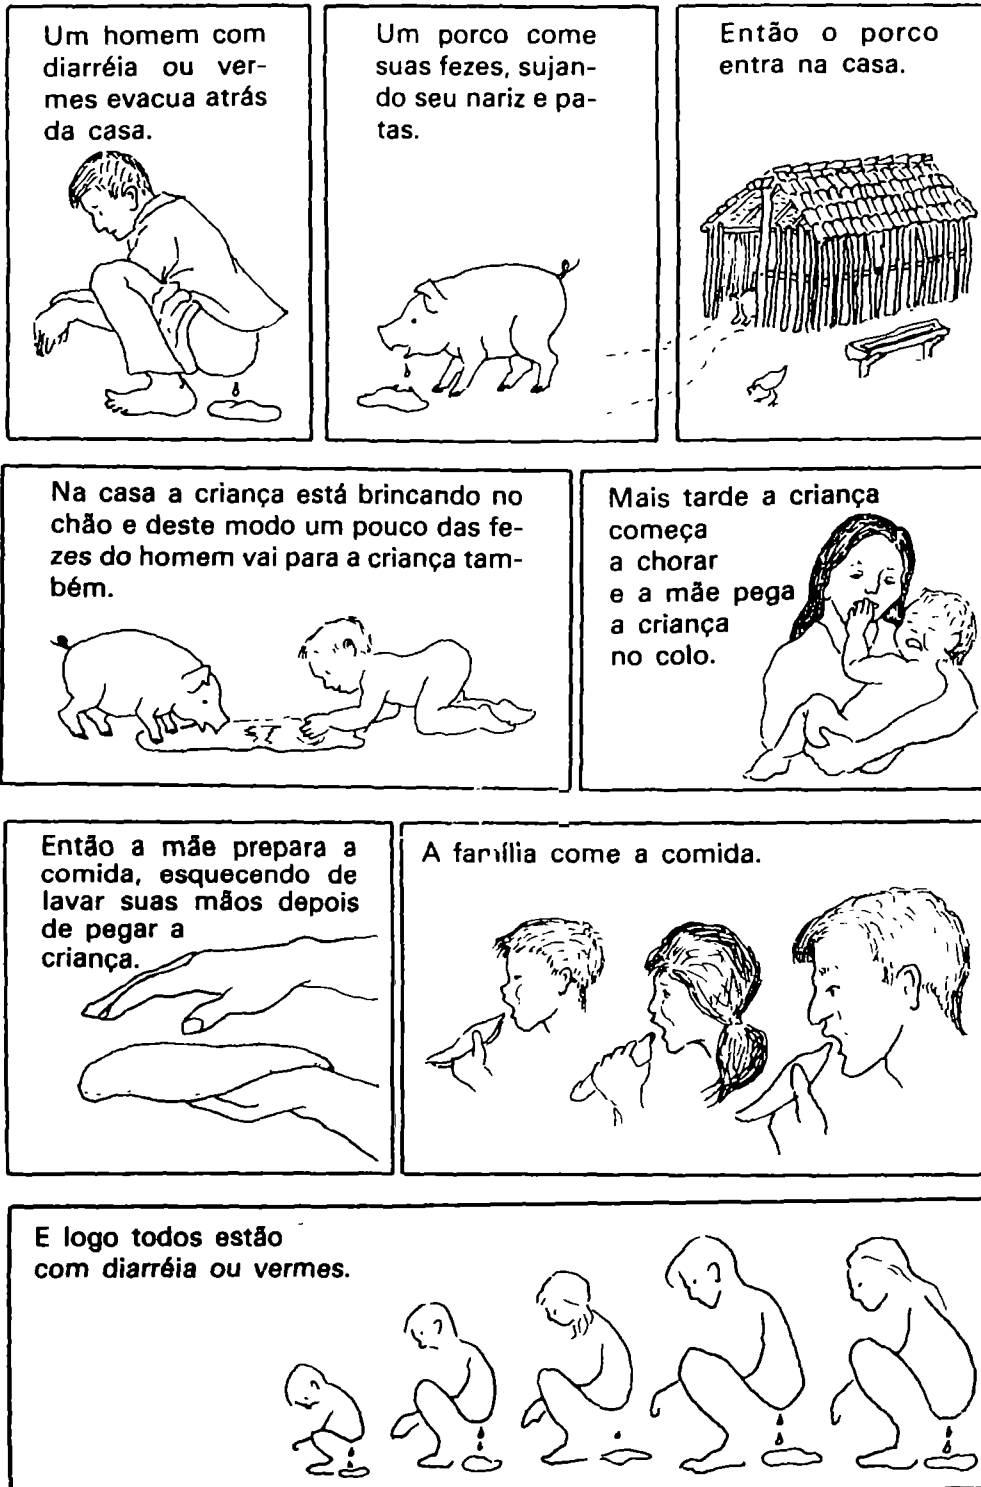 Um homem com
diarréia ou ver-
mes evacua atrás
da casa.
Um porco come
suas fezes, sujan-
do seu nariz e pa-
tas.
Então o porco
entra na casa.
Na casa a criança está brincando no
chão e deste modo um pouco das fe-
zes do homem vai para a criança tam-
bém.
Mais tarde a criança
começa
a chorar
e a mãe pega
a criança
no colo.
Então a mãe prepara a
comida, esquecendo de
lavar suas mãos depois
de pegar a
criança.
A família come a comida.
E logo todos estão
com diarréia ou vermes.